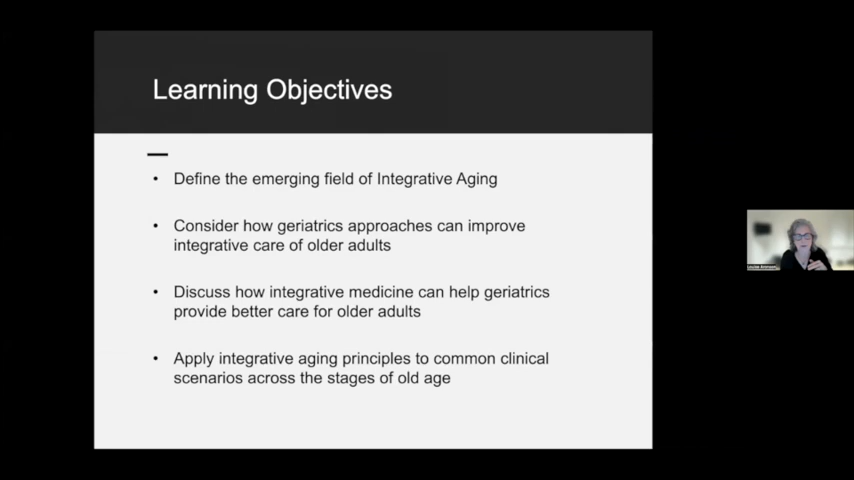 Learning Objectives
• Define the emerging field of Integrative Aging
• Consider how geriatrics approaches can improve
integrative care of older adults
• Discuss how integrative medicine can help geriatrics
provide better care for older adults
• Apply integrative aging principles to common clinical
scenarios across the stages of old age
Louise Aronson